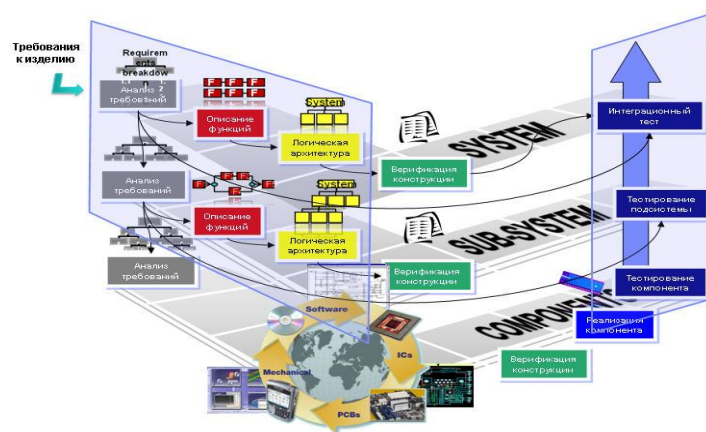 Требования
к изделию
Requirem
ents
breakdow
n
Анализ
требований
F F F
F F F
Описание
функций
System
Логическая
архитектура
Верификация
конструкции
SYSTEM
Интеграционный
тест
Анализ
требований
F
F
F
F
F
Описание
функций
System
Логическая
архитектура
Верификация
конструкции
SUB-SYSTEM
Тестирование
подсистемы
Анализ
требований
Тестирование
компонента
Реализация
компонента
Верификация
конструкции
Software
ICs
PCBs
Mechanical